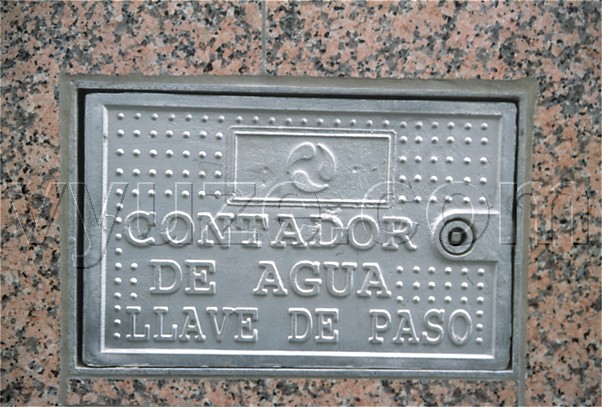 CONTADOR
DE AGUA
LLAVE DE PASO